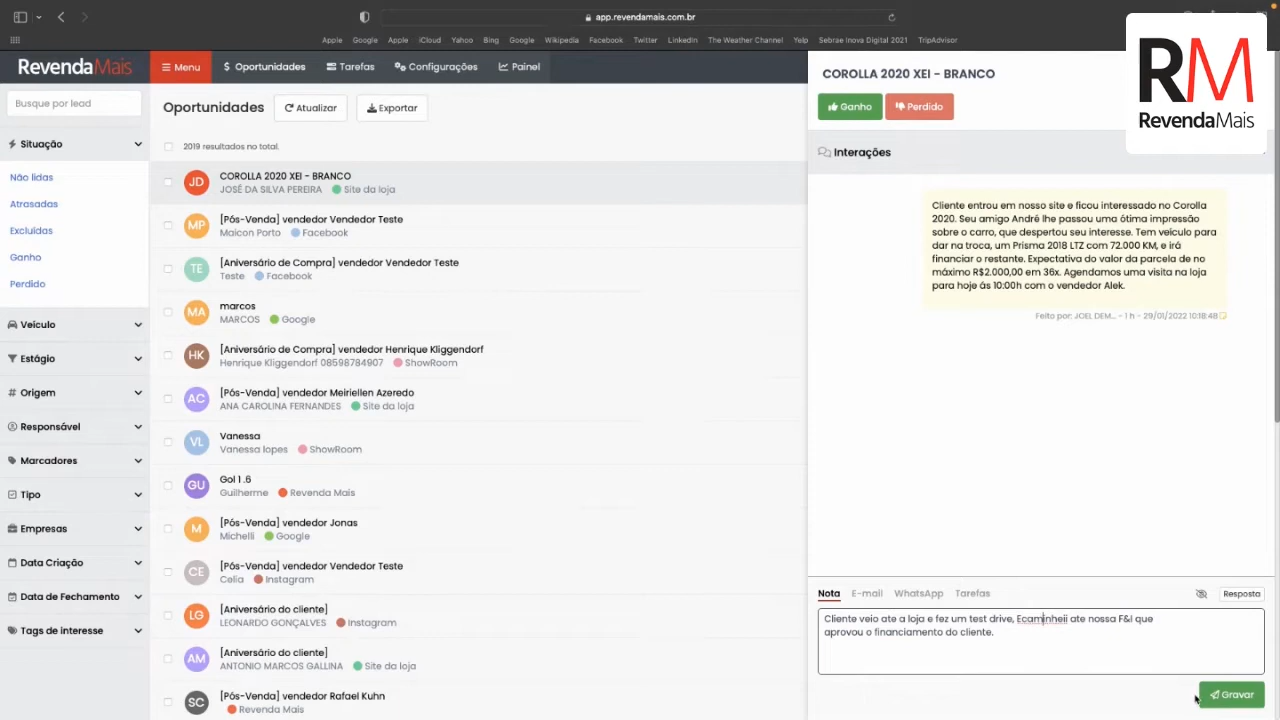 app.revendamais.com.br
Apple Google Apple iCloud Yahoo Bing Google Wikipedia Facebook Twitter LinkedIn The Weather Channel Yelp Sebrae Inova Digital 2021 TripAdvisor
RM
RevendaMais
RevendaMais
Menu
Oportunidades
Tarefas
Configurações
Painel
Busque por lead
Situação
Não lidas
Atrasadas
Excluídas
Ganho
Perdido
Veículo
Estágio
Origem
Responsável
Marcadores
Tipo
Empresas
Data Criação
Data de Fechamento
Tags de interesse
Oportunidades
Atualizar
Exportar
2019 resultados no total.
JD
COROLLA 2020 XEI - BRANCO
JOSÉ DA SILVA PEREIRA Site da loja
MP
[Pós-Venda] vendedor Vendedor Teste
Maicon Porto Facebook
TE
[Aniversário de Compra] vendedor Vendedor Teste
Teste Facebook
MA
marcos
MARCOS Google
HK
[Aniversário de Compra] vendedor Henrique Kliggendorf
Henrique Kliggendorf 08598784907 ShowRoom
AC
[Pós-Venda] vendedor Meiriellen Azeredo
ANA CAROLINA FERNANDES Site da loja
VL
Vanessa
Vanessa lopes ShowRoom
GU
Gol 1 .6
Guilherme Revenda Mais
M
[Pós-Venda] vendedor Jonas
Michelli Google
CE
[Pós-Venda] vendedor Vendedor Teste
Celia Instagram
LG
[Aniversário do cliente]
LEONARDO GONÇALVES Instagram
AM
[Aniversário do cliente]
ANTONIO MARCOS GALLINA Site da loja
SC
[Pós-Venda] vendedor Rafael Kuhn
Revenda Mais
COROLLA 2020 XEI - BRANCO
Ganho
Perdido
Interações
Cliente entrou em nosso site e ficou interessado no Corolla
2020. Seu amigo André lhe passou uma ótima impressão
sobre o carro, que despertou seu interesse. Tem veículo para
dar na troca, um Prisma 2018 LTZ com 72.000 KM, e irá
financiar o restante. Expectativa do valor da parcela de no
máximo R$2.000,00 em 36x. Agendamos uma visita na loja
para hoje ás 10:00h com o vendedor Alek.
Feito por: JOEL DEM... - 1 h - 29/01/2022 10:18:48
Nota E-mail WhatsApp Tarefas
Resposta
Cliente veio ate a loja e fez um test drive, Ecaminheii ate nossa F&I que
aprovou o financiamento do cliente.
Gravar